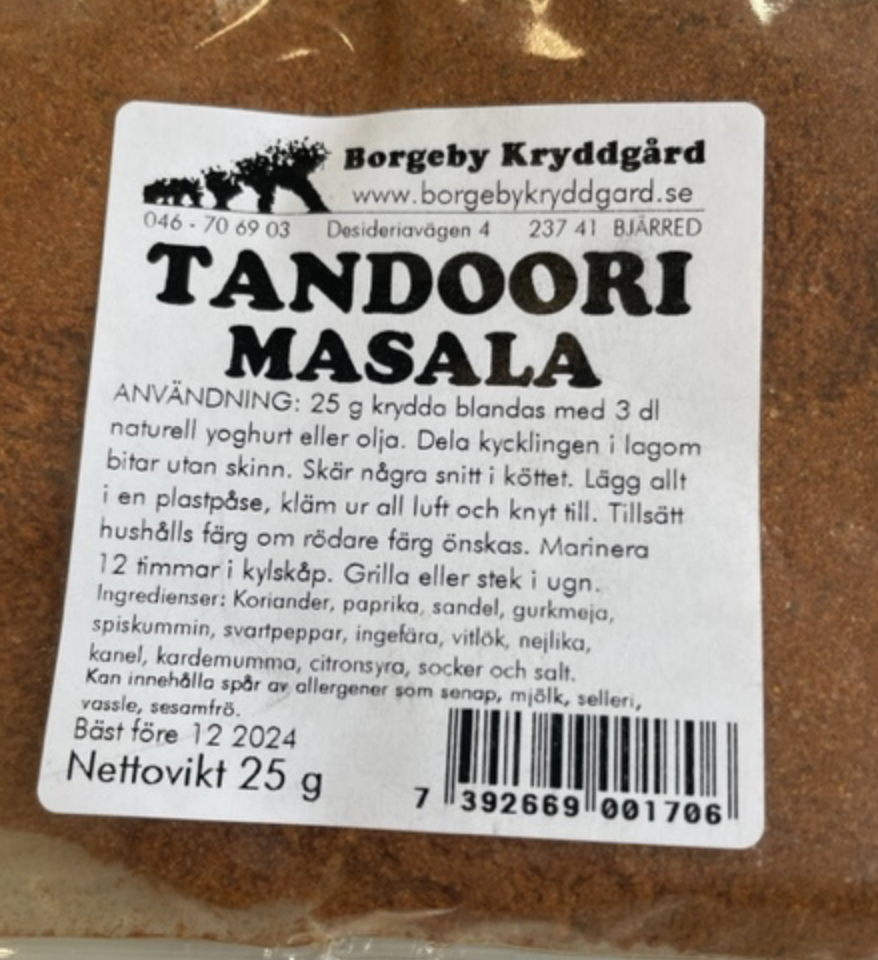 Borgeby Kryddgård
www.borgebykryddgard.se
046 - 70 69 03 Desideriavägen 4 237 41 BJÄRRED
TANDOORI
MASALA
ANVÄNDNING: 25 g krydda blandas med 3 dl
naturell yoghurt eller olja. Dela kycklingen i lagom
bitar utan skinn. Skär några snitt i köttet. Lägg allt
i en plastpåse, kläm ur all luft och knyt till. Tillsätt
hushålls färg om rödare färg önskas. Marinera
12 timmar i kylskåp. Grilla eller stek i ugn.
Ingredienser: Koriander, paprika, sandel, gurkmeja,
spiskummin, svartpeppar, ingefära, vitlök, nejlika,
kanel, kardemumma, citronsyra, socker och salt.
Kan innehålla spår av allergener som senap, mjölk, selleri,
vassle, sesamfrö.
Bäst före 12 2024
Nettovikt 25 g
7 392669 001706